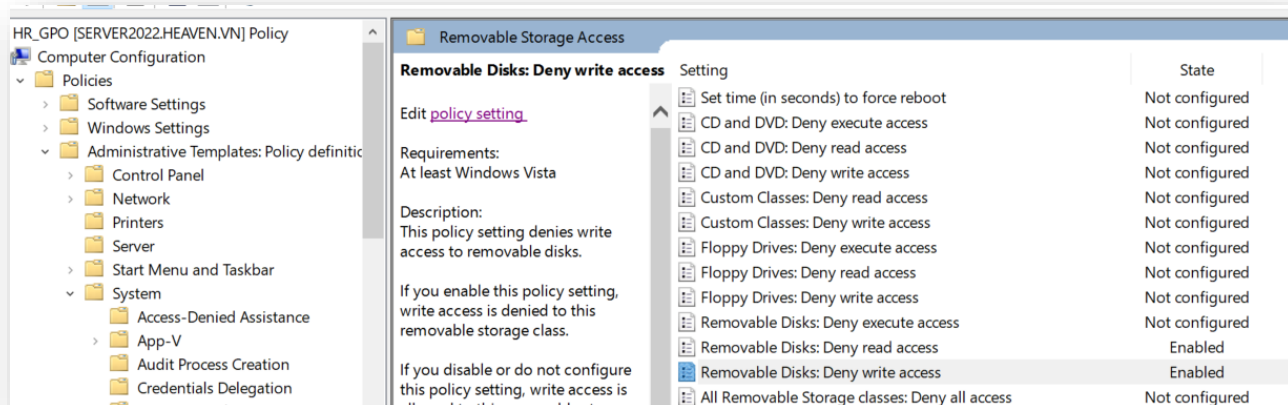 HR_GPO [SERVER2022.HEAVEN.VN] Policy
Computer Configuration
Policies
Software Settings
Windows Settings
Administrative Templates: Policy definitic
Control Panel
Network
Printers
Server
Start Menu and Taskbar
System
Access-Denied Assistance
App-V
Audit Process Creation
Credentials Delegation
Removable Storage Access
Removable Disks: Deny write access
Edit policy setting
Requirements:
At least Windows Vista
Description:
This policy setting denies write
access to removable disks.
If you enable this policy setting,
write access is denied to this
removable storage class.
If you disable or do not configure
this policy setting, write access is
Setting State
Set time (in seconds) to force reboot Not configured
CD and DVD: Deny execute access Not configured
CD and DVD: Deny read access Not configured
CD and DVD: Deny write access Not configured
Custom Classes: Deny read access Not configured
Custom Classes: Deny write access Not configured
Floppy Drives: Deny execute access Not configured
Floppy Drives: Deny read access Not configured
Floppy Drives: Deny write access Not configured
Removable Disks: Deny execute access Not configured
Removable Disks: Deny read access Enabled
Removable Disks: Deny write access Enabled
All Removable Storage classes: Deny all access Not configured